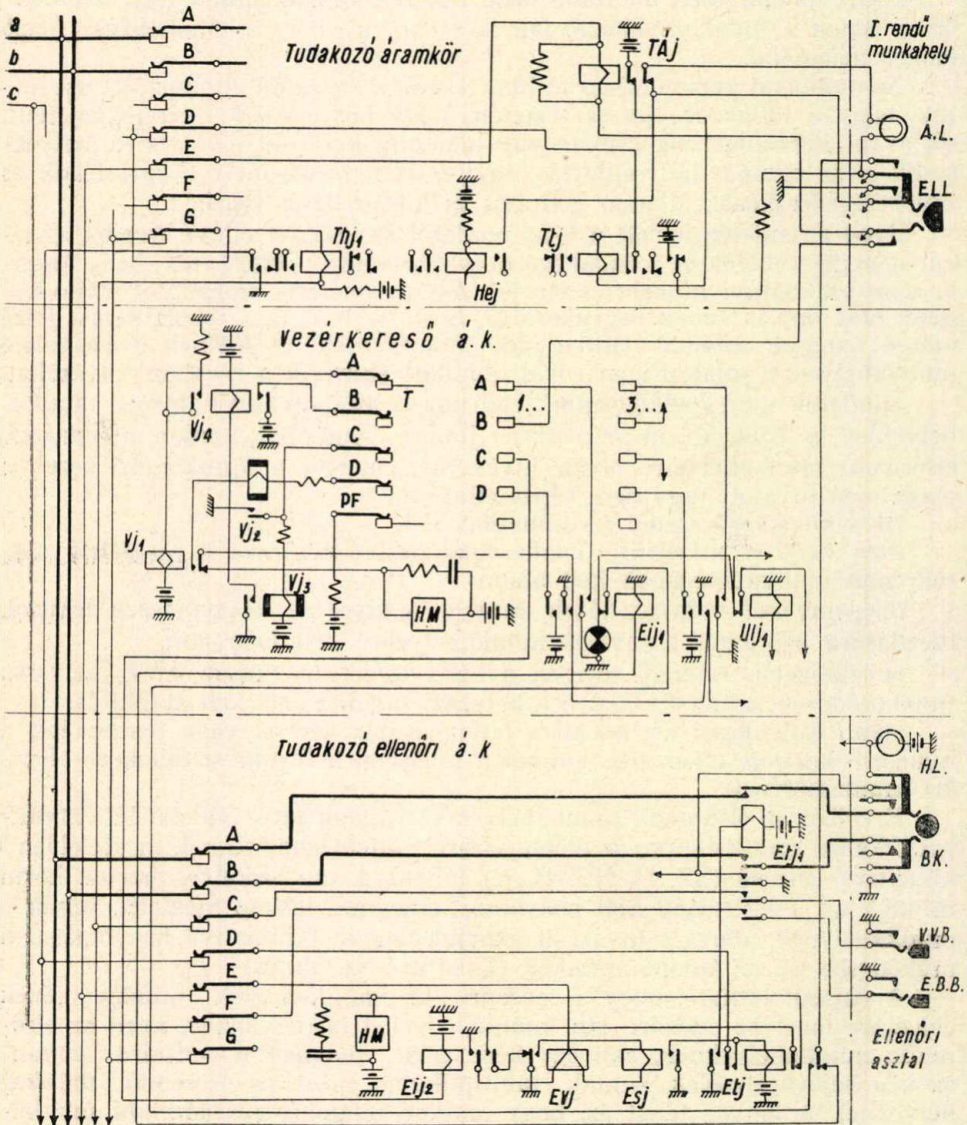 a
b
c
A
B
C
D
E
F
G
Tudakozó áramkör
TÁj
I. rendű
munkahely
Á.L.
E.LL.
Thj1
Hej
Ttj
Vezérkereső á.k.
A
B
C
D
PF
T
A
B
C
D
1...
3...
Vj4
Vj2
Vj1
Vj3
HM
Eij1
Ulj1
Tudakozó ellenőri á.k
A
B
C
D
E
F
G
H.L.
Etj1
B.K.
V.V.B.
E.B.B.
Ellenőri
asztal
HM
Eij2
Evj
Esj
Etj